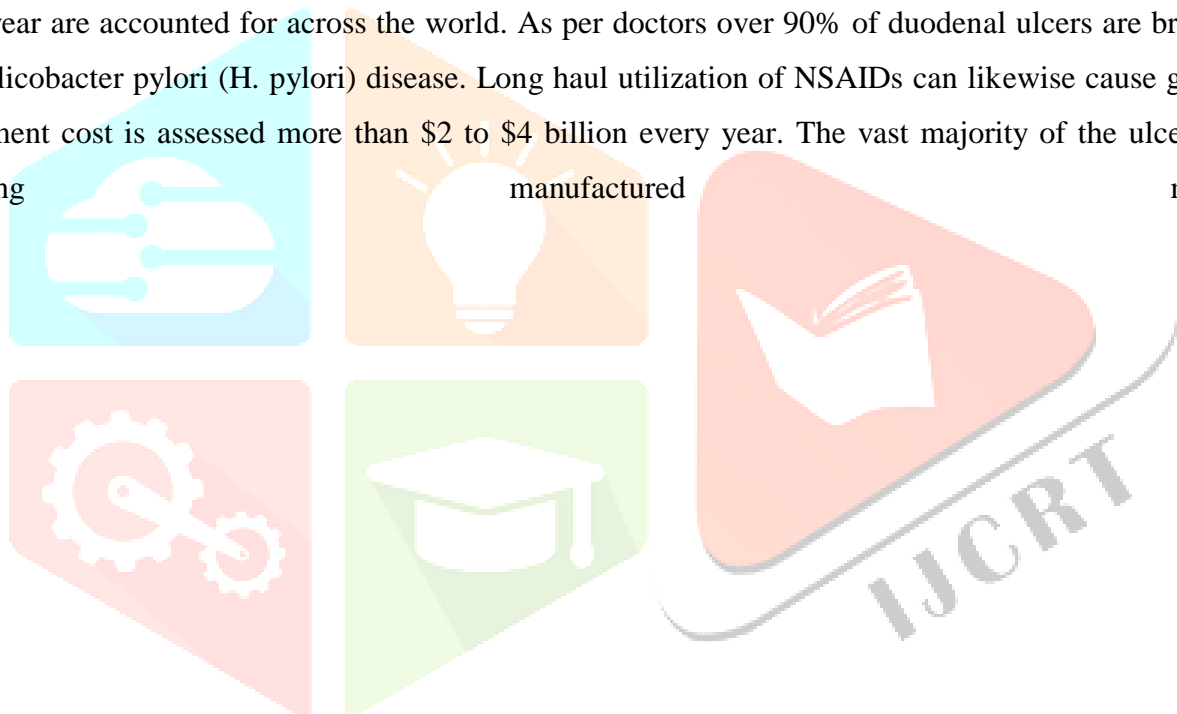 ear are accounted for across the world. As per doctors over 90% of duodenal ulcers are br
licobacter pylori (H. pylori) disease. Long haul utilization of NSAIDs can likewise cause g
ment cost is assessed more than $2 to $4 billion every year. The vast majority of the ulce
ng manufactured
IJCRT